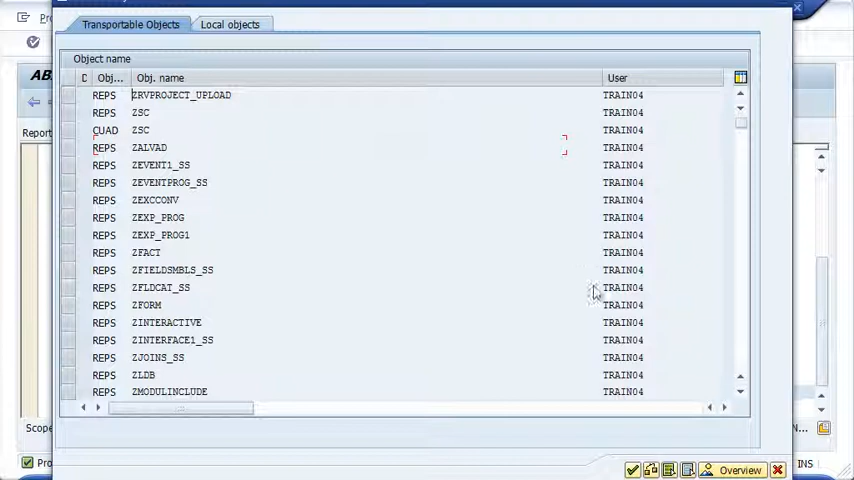 Pro
Transportable Objects
Local objects
AB
Report
Object name
D Obj... Obj. name User
REPS ZRVPROJECT_UPLOAD TRAIN04
REPS ZSC TRAIN04
CUAD ZSC TRAIN04
REPS ZALVAD TRAIN04
REPS ZEVENT1_SS TRAIN04
REPS ZEVENTPROG_SS TRAIN04
REPS ZEXCCONV TRAIN04
REPS ZEXP_PROG TRAIN04
REPS ZEXP_PROG1 TRAIN04
REPS ZFACT TRAIN04
REPS ZFIELDSMBLS_SS TRAIN04
REPS ZFLDCAT_SS TRAIN04
REPS ZFORM TRAIN04
REPS ZINTERACTIVE TRAIN04
REPS ZINTERFACE1_SS TRAIN04
REPS ZJOINS_SS TRAIN04
REPS ZLDB TRAIN04
REPS ZMODULINCLUDE TRAIN04
Scope
N...
Pro
Overview
INS